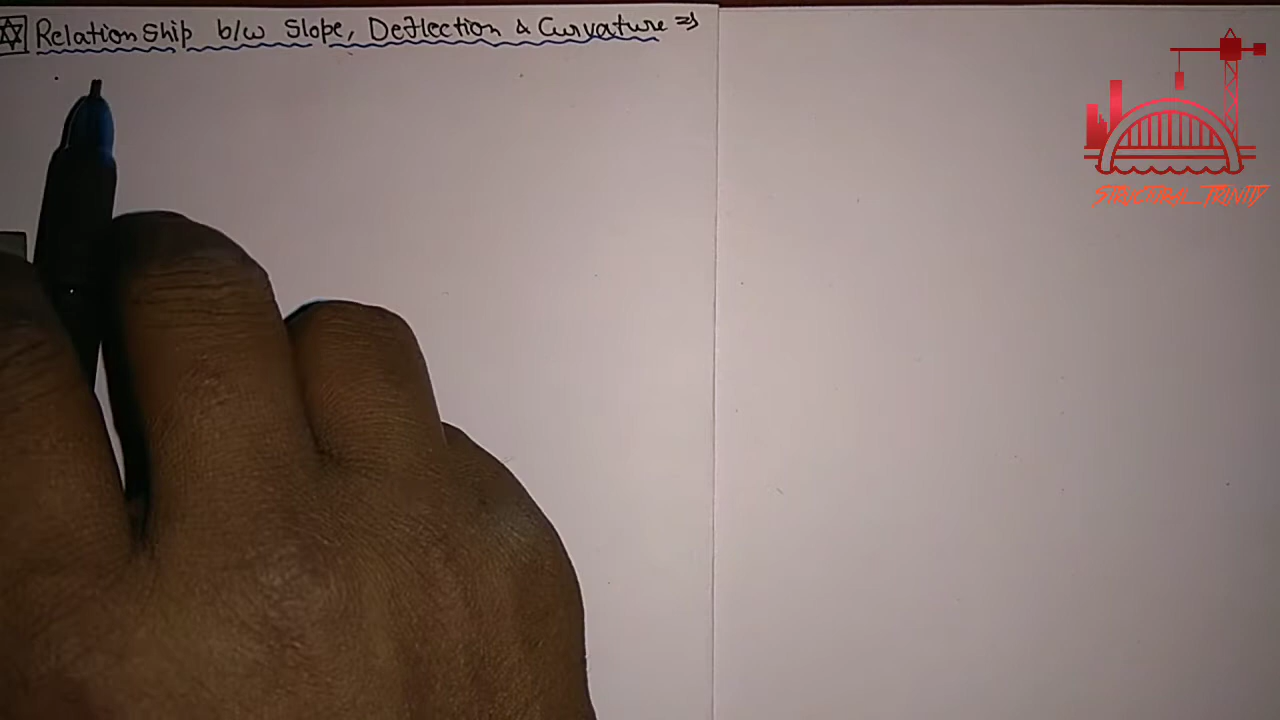 RelationShip b/w Slope, Deflection & Curvature ⇒
STRUCTURAL_TRINITY